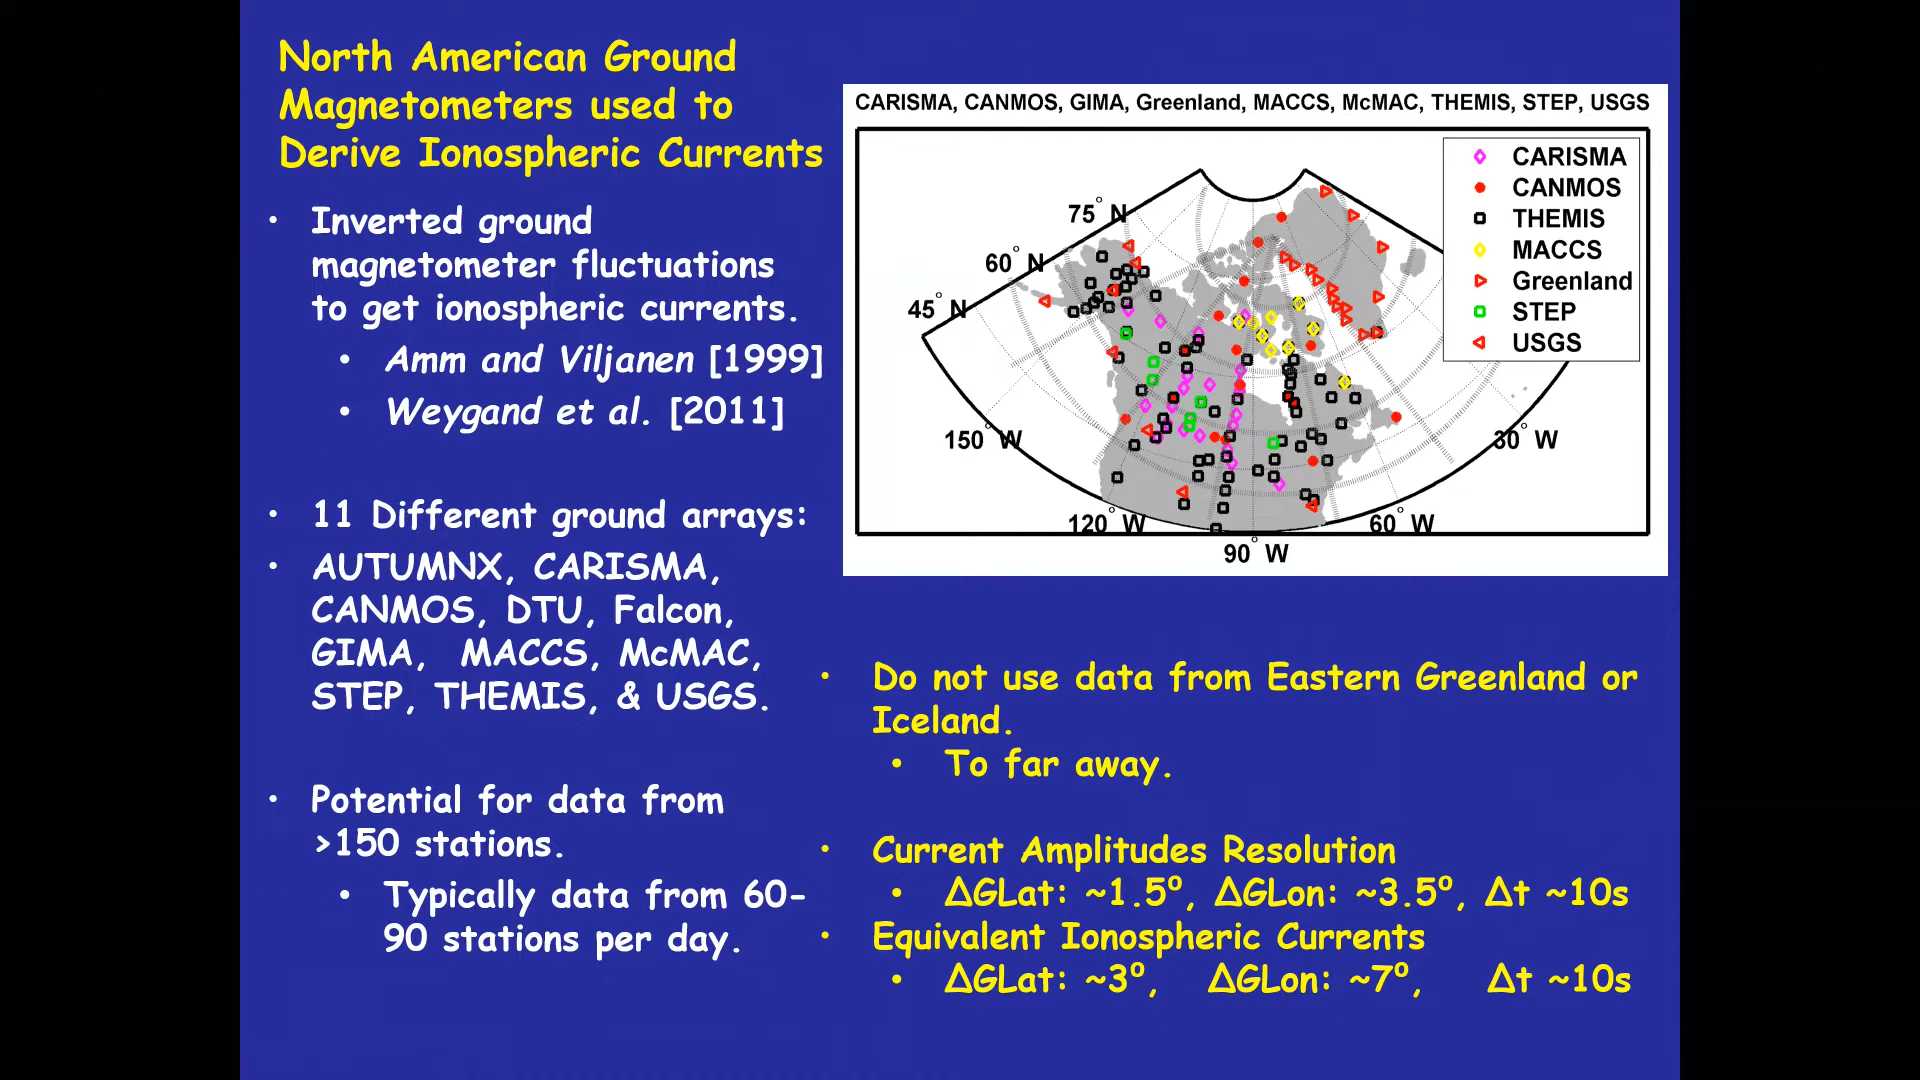 North American Ground
Magnetometers used to
Derive Ionospheric Currents
• Inverted ground
magnetometer fluctuations
to get ionospheric currents.
• Amm and Viljanen [1999]
• Weygand et al. [2011]
• 11 Different ground arrays:
• AUTUMNX, CARISMA,
CANMOS, DTU, Falcon,
GIMA, MACCS, McMAC,
STEP, THEMIS, & USGS.
• Potential for data from
>150 stations.
• Typically data from 60-
90 stations per day.
CARISMA, CANMOS, GIMA, Greenland, MACCS, McMAC, THEMIS, STEP, USGS
CARISMA
CANMOS
THEMIS
MACCS
Greenland
STEP
USGS
75° N
60° N
45° N
150° W
120° W
90° W
60° W
30° W
• Do not use data from Eastern Greenland or
Iceland.
• To far away.
• Current Amplitudes Resolution
• ΔGLat: ~1.5º, ΔGLon: ~3.5º, Δt ~10s
• Equivalent Ionospheric Currents
• ΔGLat: ~3º, ΔGLon: ~7º, Δt ~10s